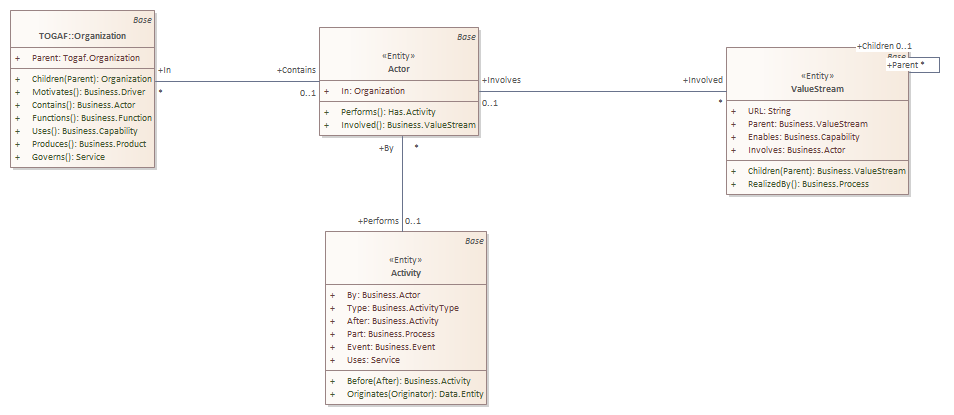 Base
TOGAF::Organization
+ Parent: Togaf.Organization
+ Children(Parent): Organization
+ Motivates(): Business.Driver
+ Contains(): Business.Actor
+ Functions(): Business.Function
+ Uses(): Business.Capability
+ Produces(): Business.Product
+ Governs(): Service
+In
*
+Contains
0..1
Base
«Entity»
Actor
+ In: Organization
+ Performs(): Has.Activity
+ Involved(): Business.ValueStream
+Involves
0..1
+Involved
*
+Children 0..1
+Parent *
Base
«Entity»
ValueStream
+ URL: String
+ Parent: Business.ValueStream
+ Enables: Business.Capability
+ Involves: Business.Actor
+ Children(Parent): Business.ValueStream
+ RealizedBy(): Business.Process
+By *
+Performs 0..1
Base
«Entity»
Activity
+ By: Business.Actor
+ Type: Business.ActivityType
+ After: Business.Activity
+ Part: Business.Process
+ Event: Business.Event
+ Uses: Service
+ Before(After): Business.Activity
+ Originates(Originator): Data.Entity